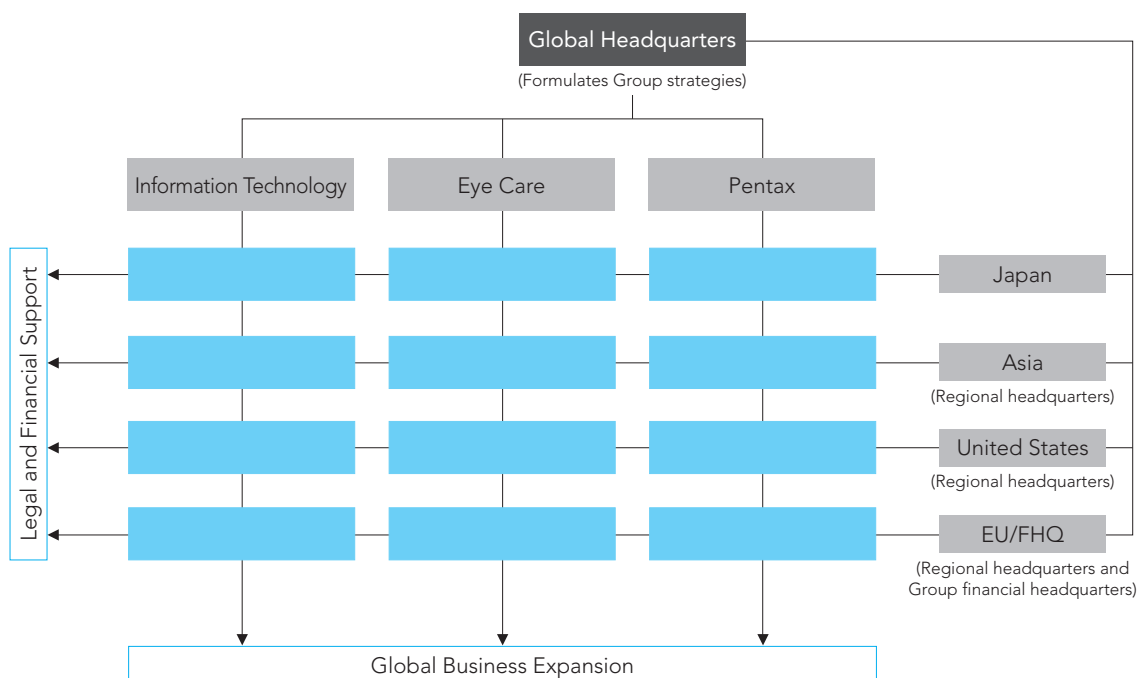 Global Headquarters
(Formulates Group strategies)
Information Technology
Eye Care
Pentax
Legal and Financial Support
Japan
Asia
(Regional headquarters)
United States
(Regional headquarters)
EU/FHQ
(Regional headquarters and
Group financial headquarters)
Global Business Expansion